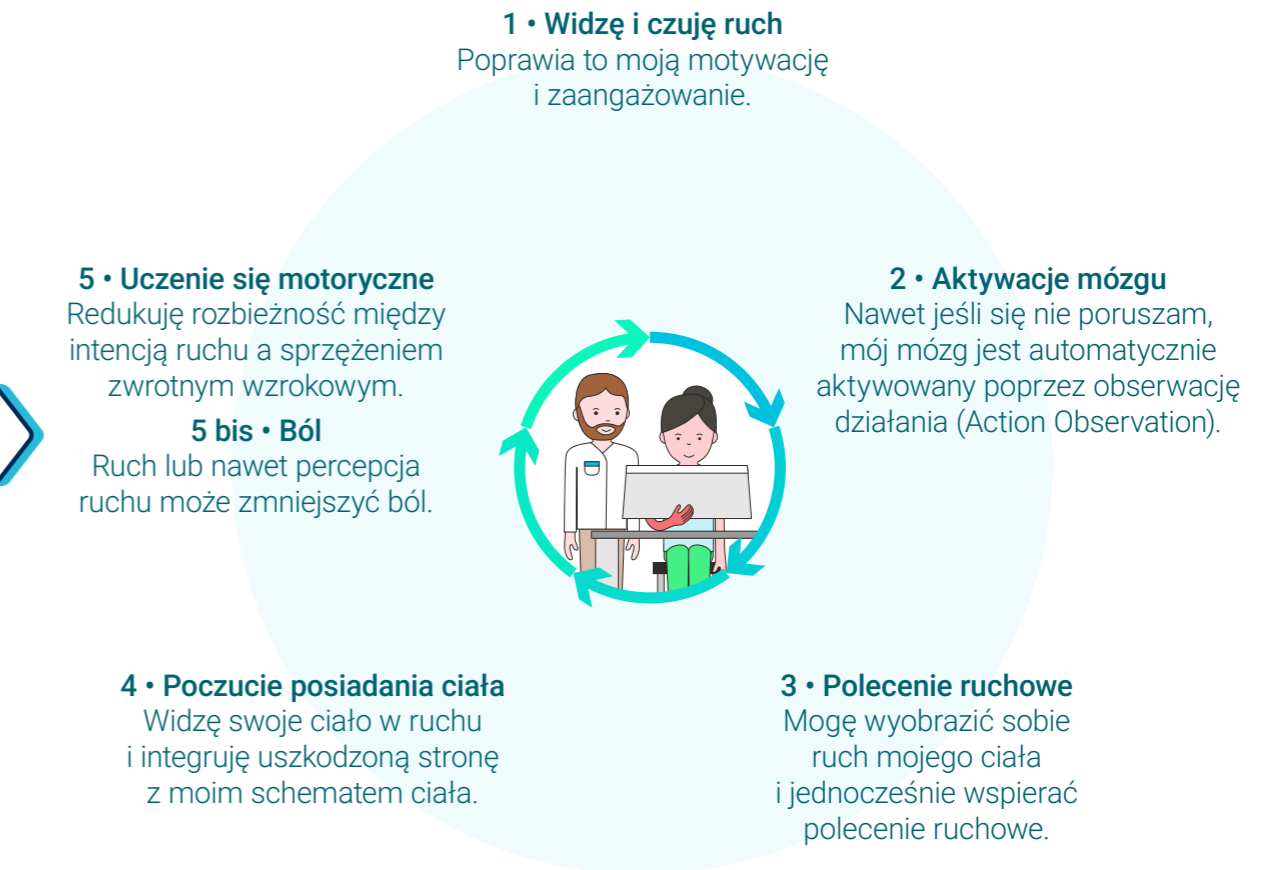 1 • Widzę i czuję ruch
Poprawia to moją motywację
i zaangażowanie.
2 • Aktywacje mózgu
Nawet jeśli się nie poruszam,
mój mózg jest automatycznie
aktywowany poprzez obserwację
działania (Action Observation).
3 • Polecenie ruchowe
Mogę wyobrazić sobie
ruch mojego ciała
i jednocześnie wspierać
polecenie ruchowe.
4 • Poczucie posiadania ciała
Widzę swoje ciało w ruchu
i integruję uszkodzoną stronę
z moim schematem ciała.
5 • Uczenie się motoryczne
Redukuję rozbieżność między
intencją ruchu a sprzężeniem
zwrotnym wzrokowym.
5 bis • Ból
Ruch lub nawet percepcja
ruchu może zmniejszyć ból.